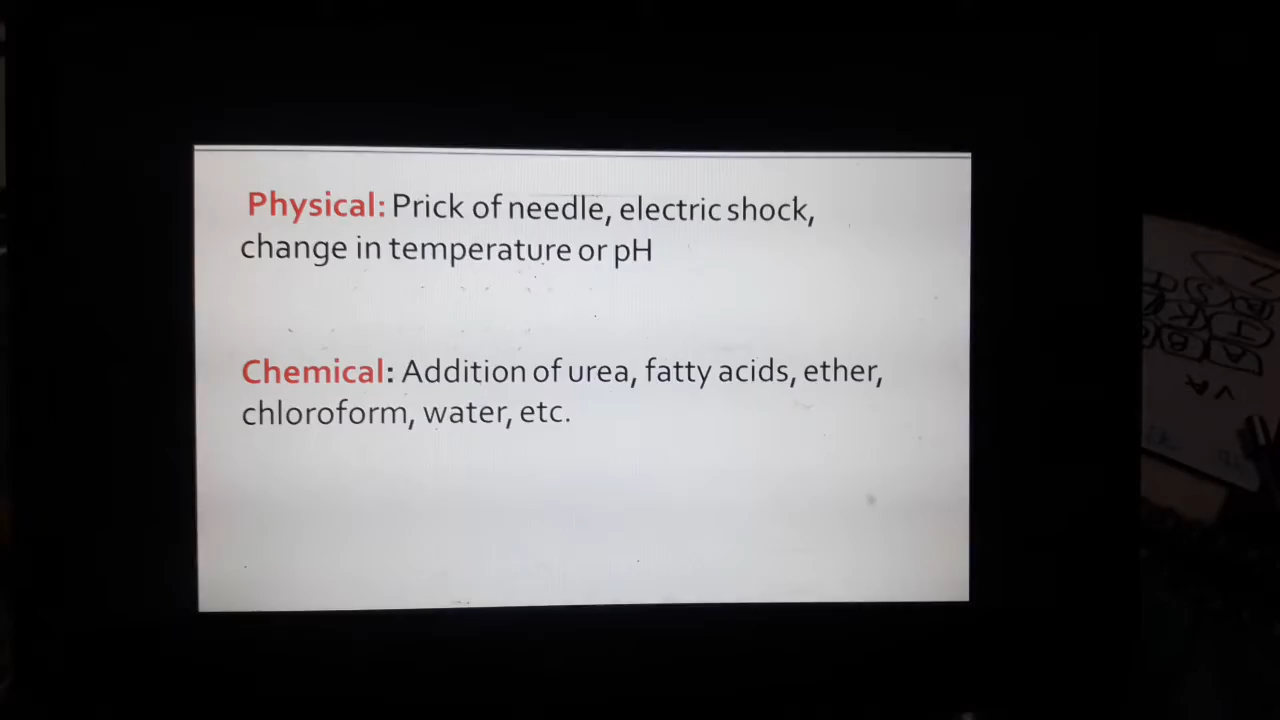 Physical: Prick of needle, electric shock,
change in temperature or pH
Chemical: Addition of urea, fatty acids, ether,
chloroform, water, etc.